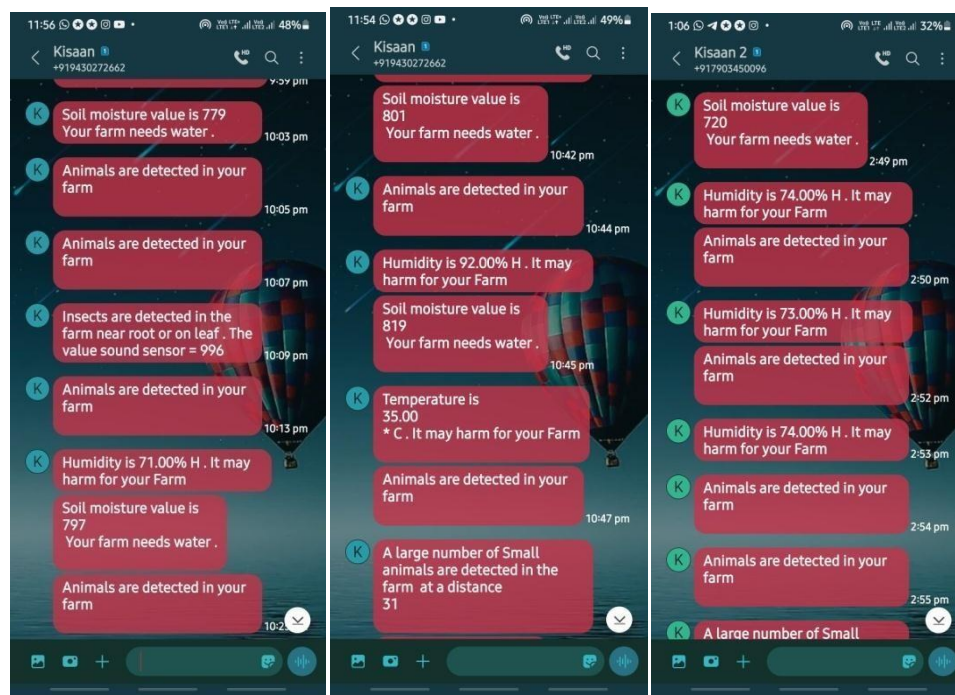 11:56
48%
Kisaan
+919430272662
9:59 pm
Soil moisture value is 779
Your farm needs water .
10:03 pm
Animals are detected in your
farm
10:05 pm
Animals are detected in your
farm
10:07 pm
Insects are detected in the
farm near root or on leaf . The
value sound sensor = 996
10:09 pm
Animals are detected in your
farm
10:13 pm
Humidity is 71.00% H . It may
harm for your Farm
Soil moisture value is
797
Your farm needs water .
Animals are detected in your
farm
11:54
49%
Kisaan
+919430272662
Soil moisture value is
801
Your farm needs water .
10:42 pm
Animals are detected in your
farm
10:44 pm
Humidity is 92.00% H . It may
harm for your Farm
Soil moisture value is
819
Your farm needs water .
10:45 pm
Temperature is
35.00
* C . It may harm for your Farm
Animals are detected in your
farm
10:47 pm
A large number of Small
animals are detected in the
farm at a distance
31
1:06
32%
Kisaan 2
+917903450096
Soil moisture value is
720
Your farm needs water .
2:49 pm
Humidity is 74.00% H . It may
harm for your Farm
Animals are detected in your
farm
2:50 pm
Humidity is 73.00% H . It may
harm for your Farm
Animals are detected in your
farm
2:52 pm
Humidity is 74.00% H . It may
harm for your Farm
2:53 pm
Animals are detected in your
farm
2:54 pm
Animals are detected in your
farm
2:55 pm
A large number of Small